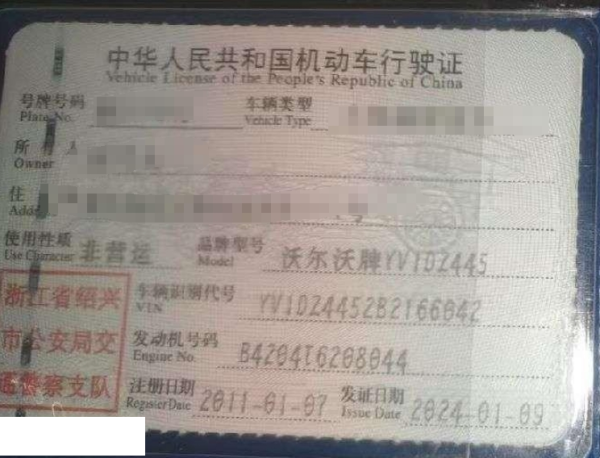 中华人民共和国机动车行驶证
Vehicle License of the People's Republic of China
号牌号码 车辆类型
Plate No. Vehicle Type
所有人
Owner
住
Add
使用性质 非营运 品牌型号 沃尔沃牌YV1DZ445
Use Character Model
浙江省绍兴
市公安局交
巡警察支队
车辆识别代号 YV1DZ4452B2166042
VIN
发动机号码 B4204T6208044
Engine No.
注册日期 2011-01-07 发证日期 2024-01-09
Register Date Issue Date